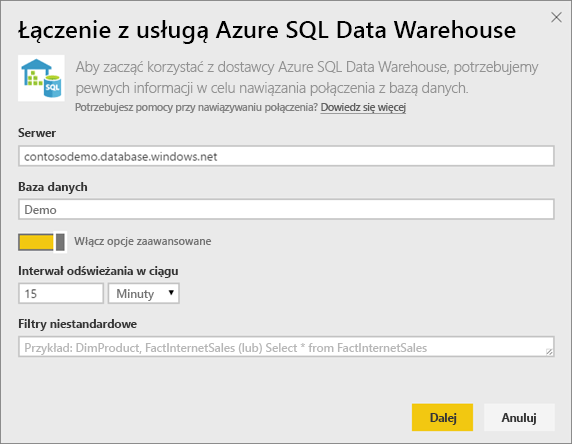 Łączenie z usługą Azure SQL Data Warehouse
Aby zacząć korzystać z dostawcy Azure SQL Data Warehouse, potrzebujemy
pewnych informacji w celu nawiązania połączenia z bazą danych.
Potrzebujesz pomocy przy nawiązywaniu połączenia? Dowiedz się więcej
SQL
Serwer
contosodemo.database.windows.net
Baza danych
Demo
Włącz opcje zaawansowane
Interwał odświeżania w ciągu
15 Minuty
Filtry niestandardowe
Przykład: DimProduct, FactInternetSales (lub) Select * from FactInternetSales
Dalej Anuluj